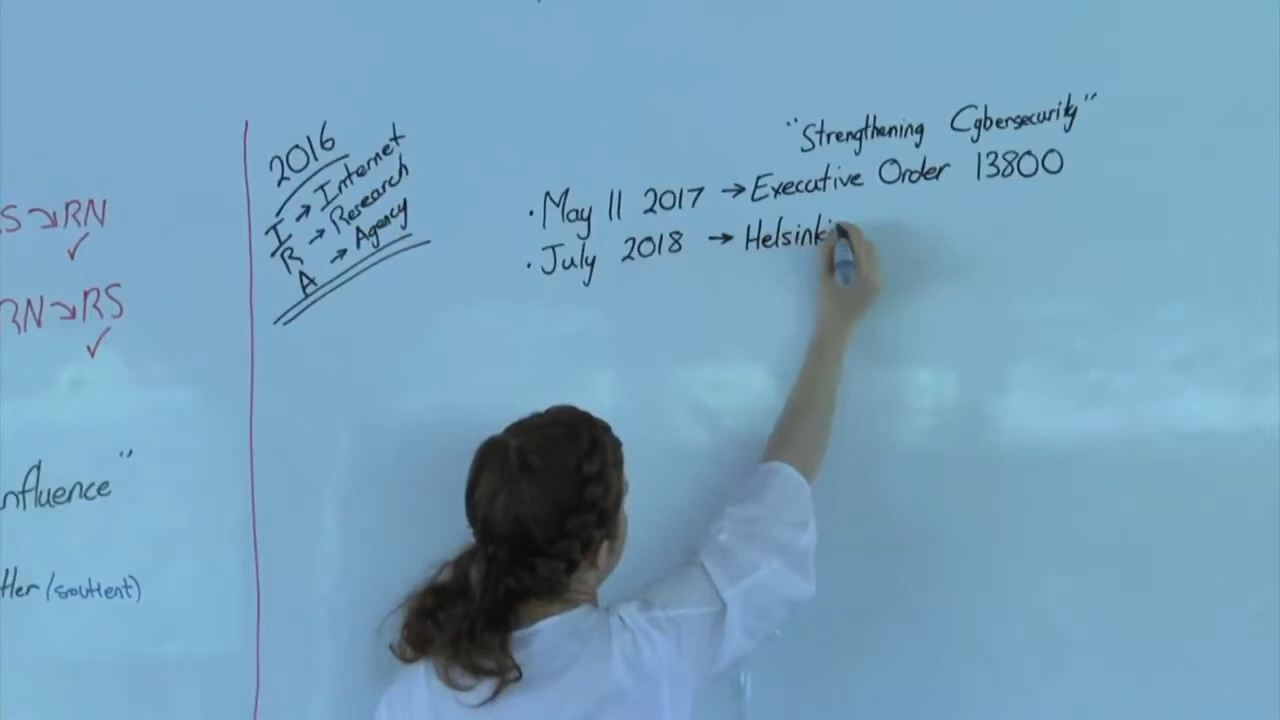 S→RN
RN→RS
nfluence"
tler (soutient)
2016
I → Internet
R → Research
A → Agency
"Strengthening Cybersecurity"
· May 11 2017 → Executive Order 13800
· July 2018 → Helsinki